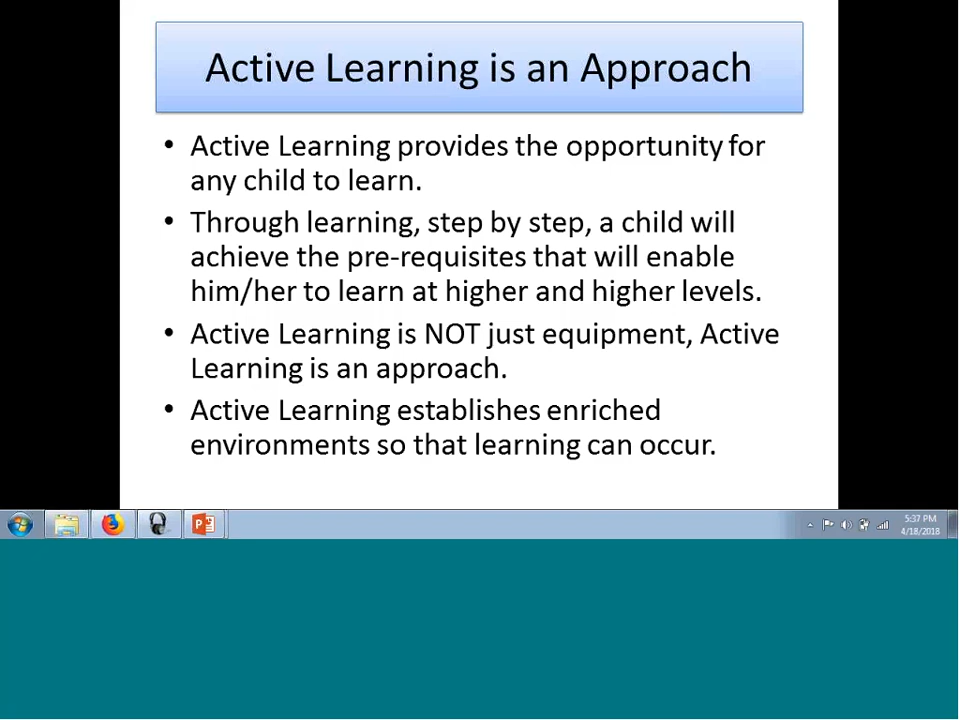 Active Learning is an Approach
• Active Learning provides the opportunity for
any child to learn.
• Through learning, step by step, a child will
achieve the pre-requisites that will enable
him/her to learn at higher and higher levels.
• Active Learning is NOT just equipment, Active
Learning is an approach.
• Active Learning establishes enriched
environments so that learning can occur.
5:37 PM
4/18/2018